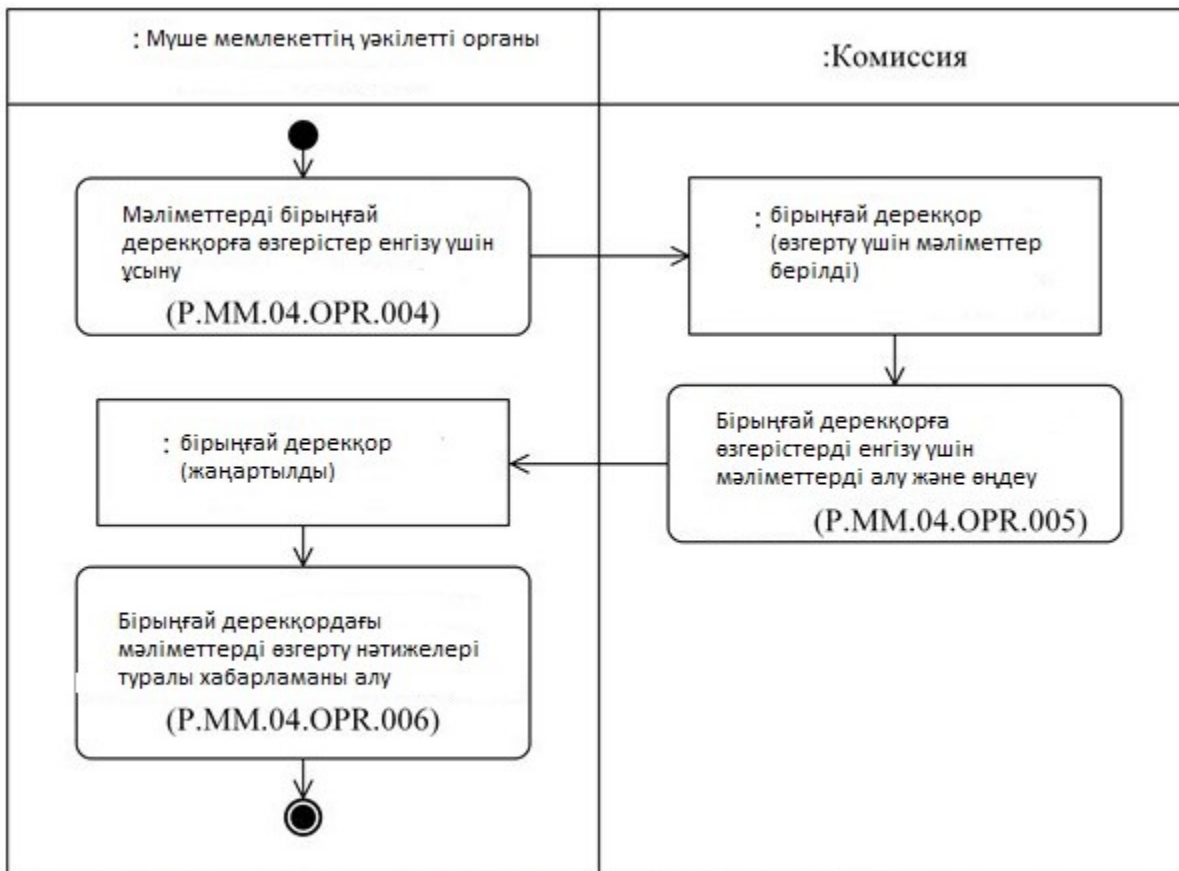 : Мүше мемлекеттің уәкілетті органы
:Комиссия
Мәліметтерді бірыңғай
дерекқорға өзгерістер енгізу үшін
ұсыну
(P.MM.04.OPR.004)
: бірыңғай дерекқор
(өзгерту үшін мәліметтер
берілді)
Бірыңғай дерекқорға
өзгерістерді енгізу үшін
мәліметтерді алу және өңдеу
(P.MM.04.OPR.005)
: бірыңғай дерекқор
(жаңартылды)
Бірыңғай дерекқордағы
мәліметтерді өзгерту нәтижелері
туралы хабарламаны алу
(P.MM.04.OPR.006)